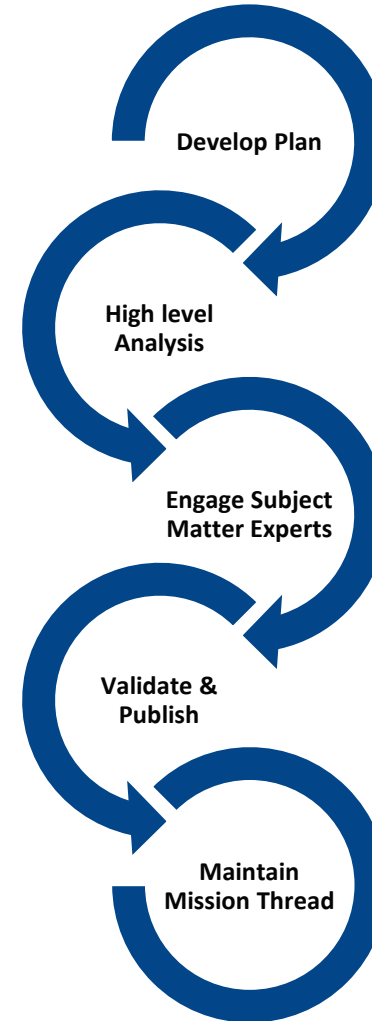 Develop Plan
High level
Analysis
Engage Subject
Matter Experts
Validate &
Publish
Maintain
Mission Thread